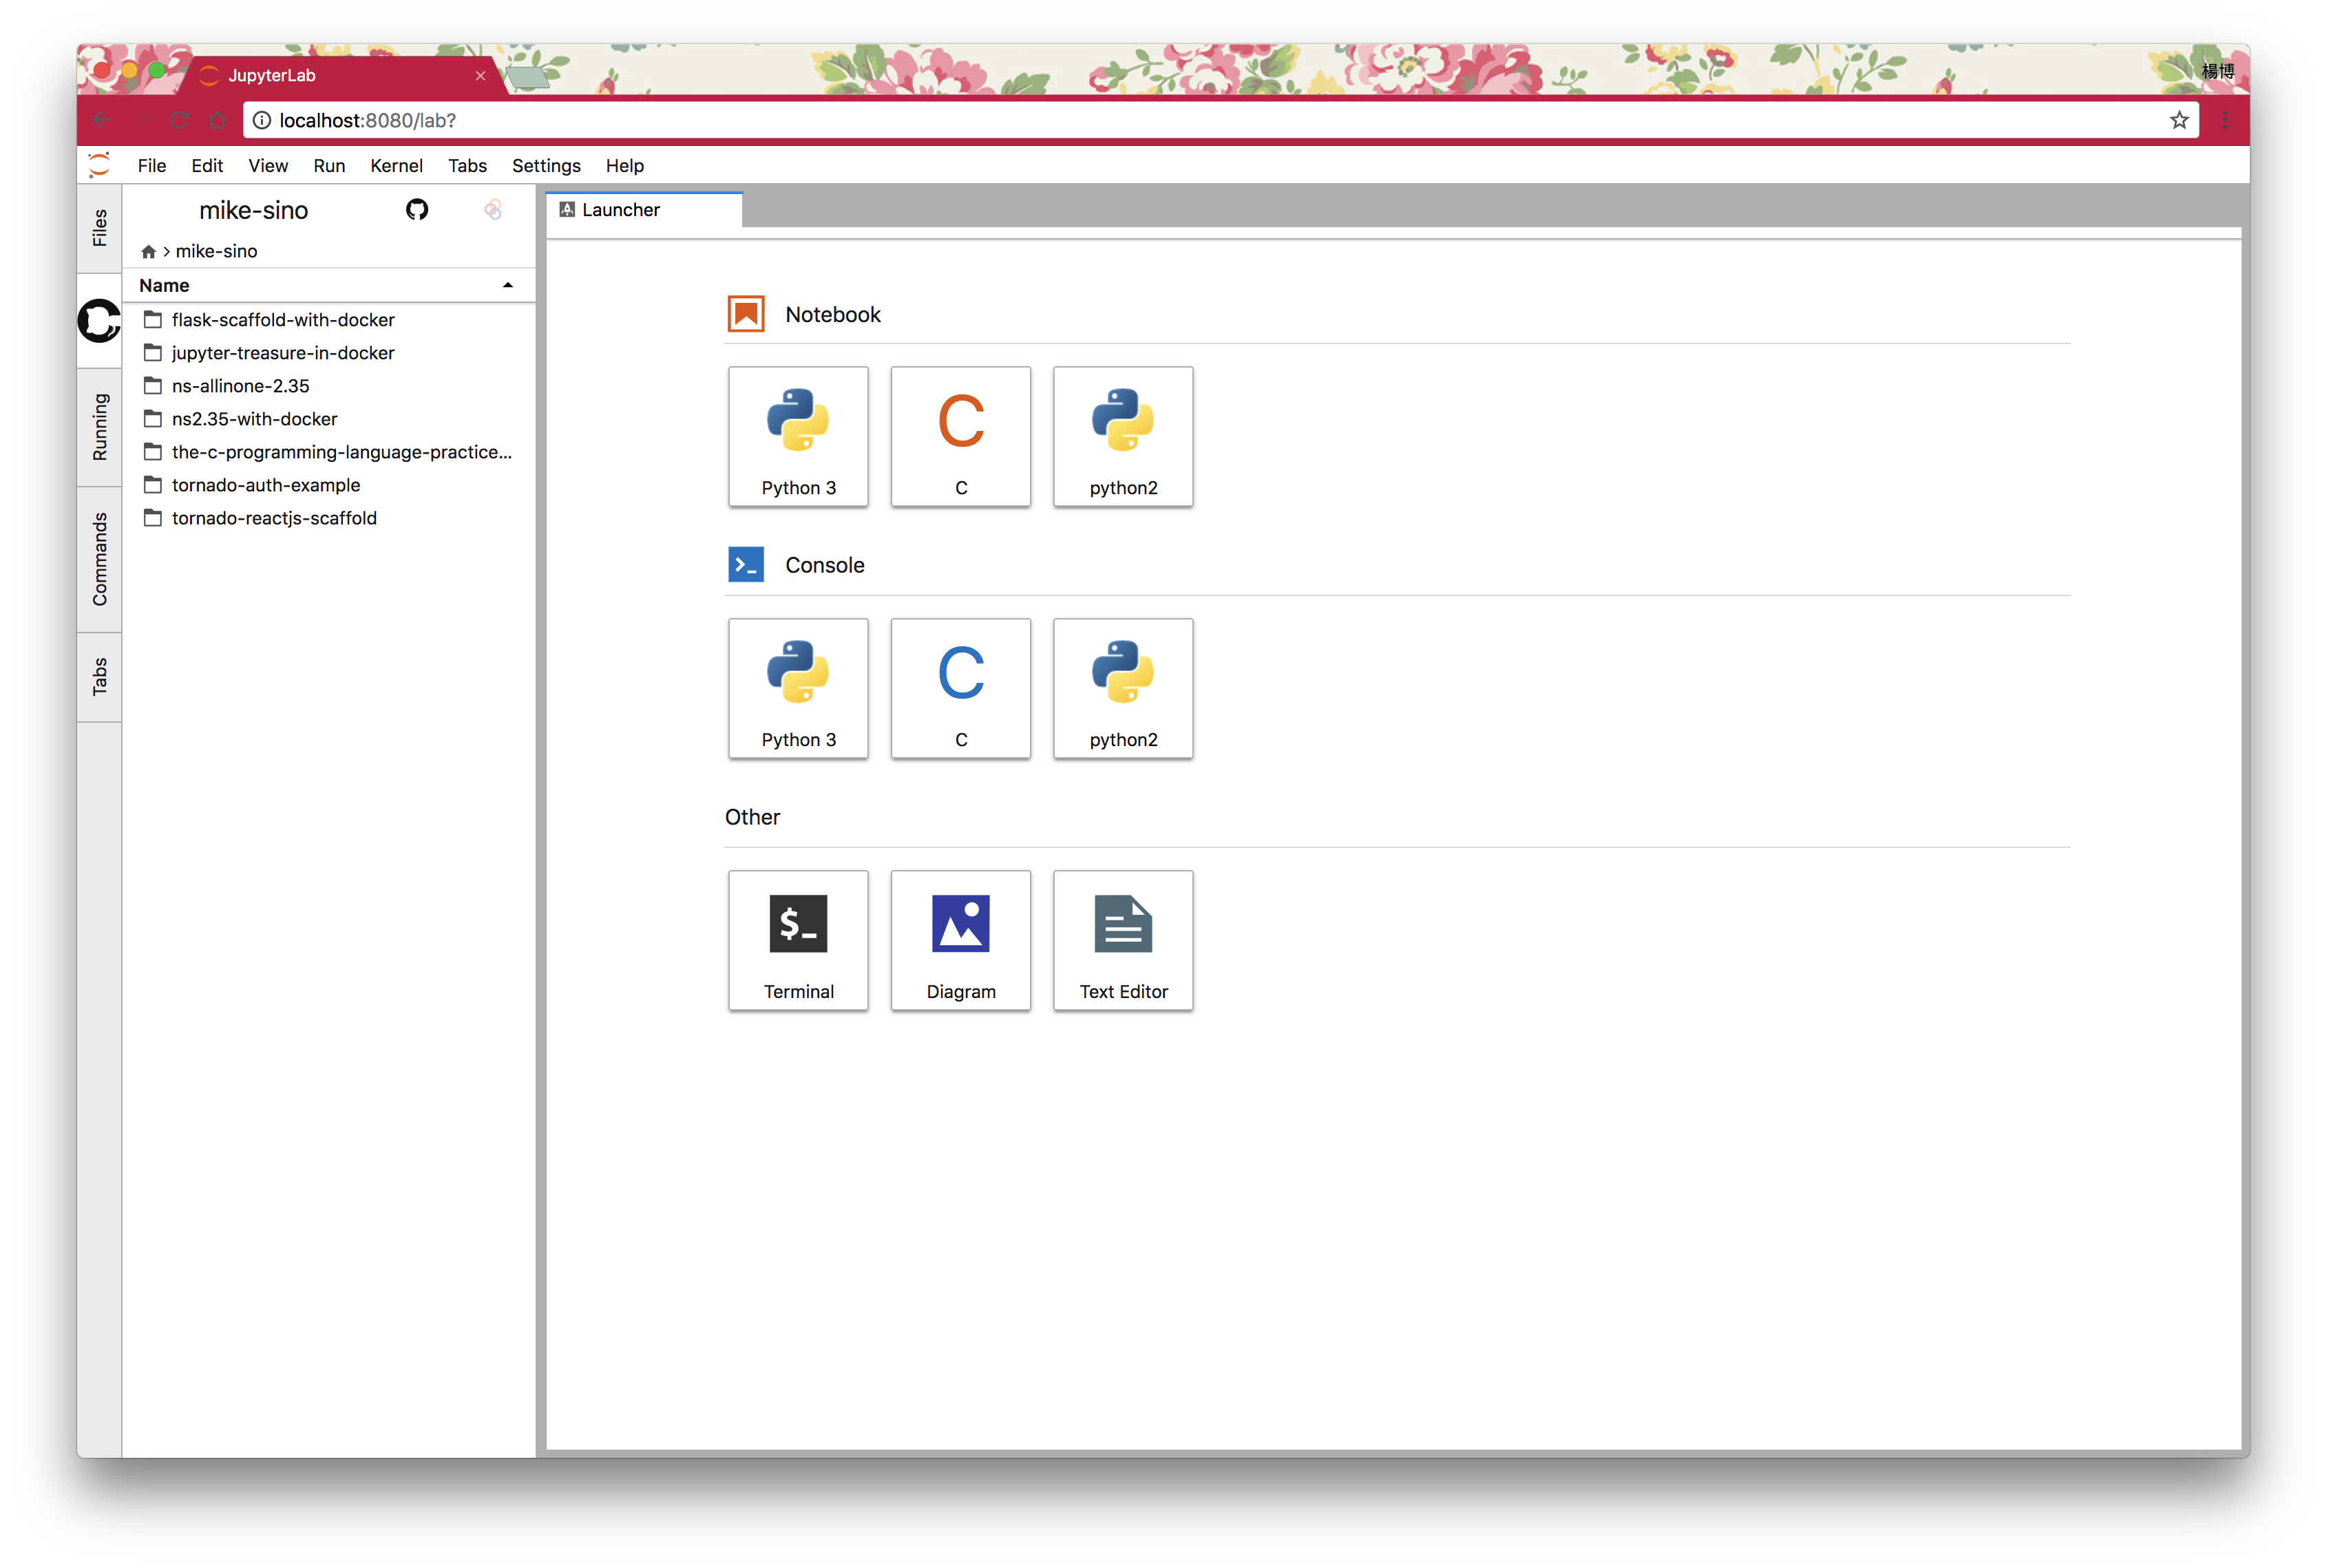 JupyterLab
楊博
localhost:8080/lab?
File Edit View Run Kernel Tabs Settings Help
Files
Running
Commands
Tabs
mike-sino
mike-sino
Name
flask-scaffold-with-docker
jupyter-treasure-in-docker
ns-allinone-2.35
ns2.35-with-docker
the-c-programming-language-practice...
tornado-auth-example
tornado-reactjs-scaffold
Launcher
Notebook
Python 3
C
C
python2
Console
Python 3
C
C
python2
Other
$_
Terminal
Diagram
Text Editor